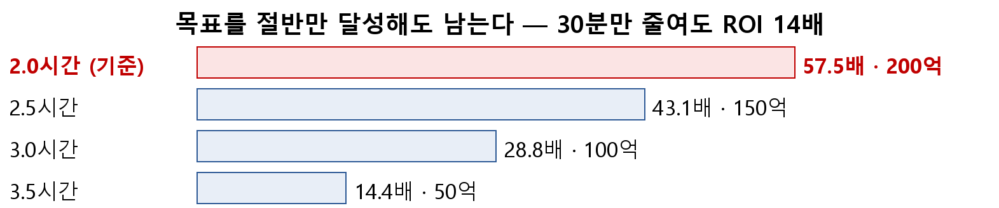 목표를 절반만 달성해도 남는다 — 30분만 줄여도 ROI 14배
2.0시간 (기준) 57.5배 · 200억
2.5시간 43.1배 · 150억
3.0시간 28.8배 · 100억
3.5시간 14.4배 · 50억